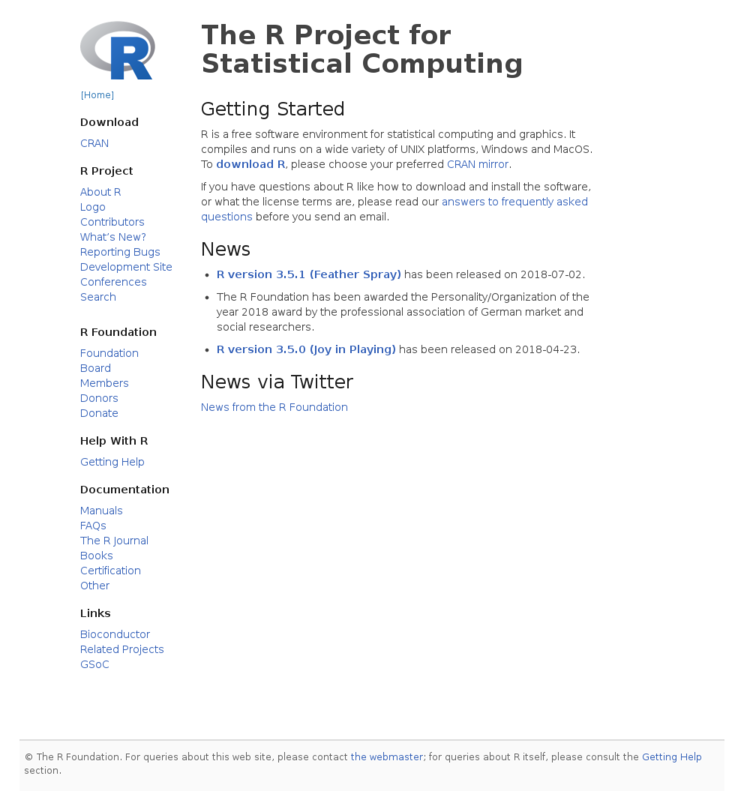 R
[Home]
Download
CRAN
R Project
About R
Logo
Contributors
What's New?
Reporting Bugs
Development Site
Conferences
Search
R Foundation
Foundation
Board
Members
Donors
Donate
Help With R
Getting Help
Documentation
Manuals
FAQs
The R Journal
Books
Certification
Other
Links
Bioconductor
Related Projects
GSoC
The R Project for
Statistical Computing
Getting Started
R is a free software environment for statistical computing and graphics. It
compiles and runs on a wide variety of UNIX platforms, Windows and MacOS.
To download R, please choose your preferred CRAN mirror.
If you have questions about R like how to download and install the software,
or what the license terms are, please read our answers to frequently asked
questions before you send an email.
News
• R version 3.5.1 (Feather Spray) has been released on 2018-07-02.
• The R Foundation has been awarded the Personality/Organization of the
year 2018 award by the professional association of German market and
social researchers.
• R version 3.5.0 (Joy in Playing) has been released on 2018-04-23.
News via Twitter
News from the R Foundation
© The R Foundation. For queries about this web site, please contact the webmaster; for queries about R itself, please consult the Getting Help
section.